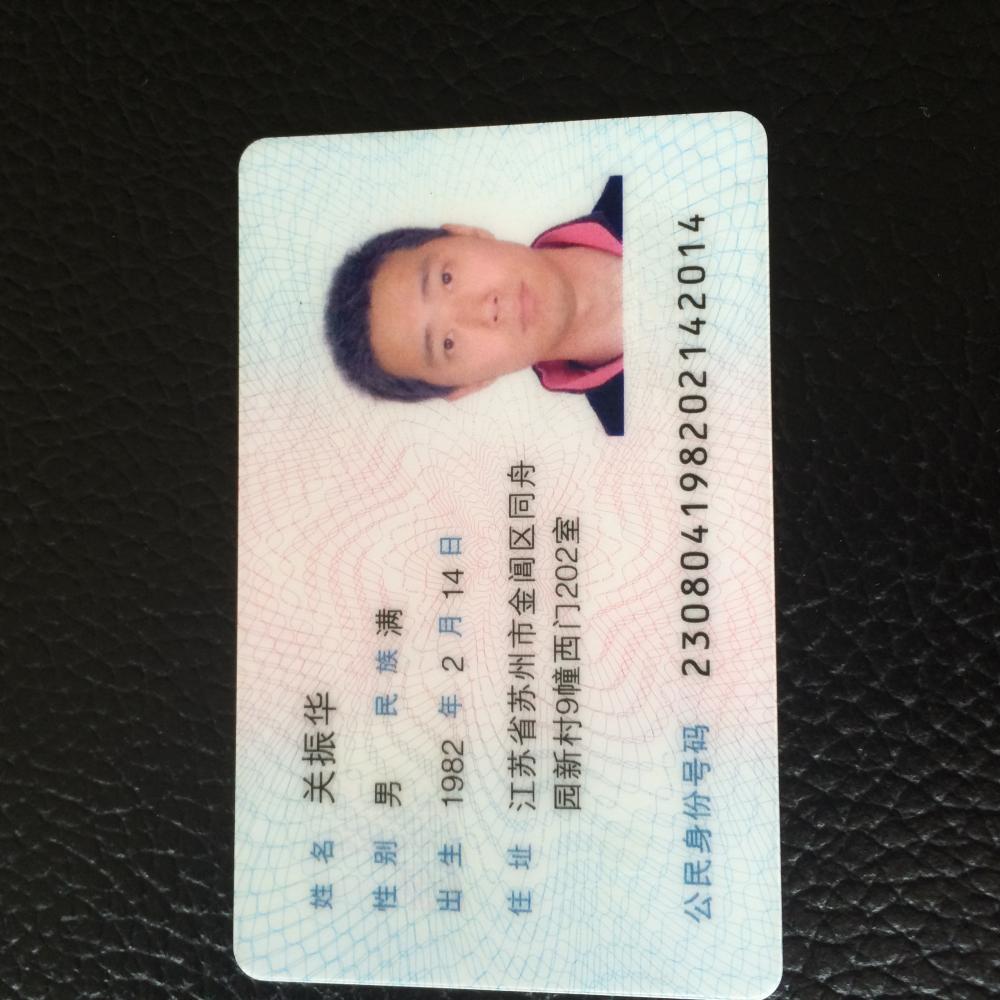 姓名 关振华
性别 男 民族 满
出生 1982 年 2 月 14 日
住址 江苏省苏州市金阊区同舟
园新村9幢西门202室
公民身份号码 230804198202142014